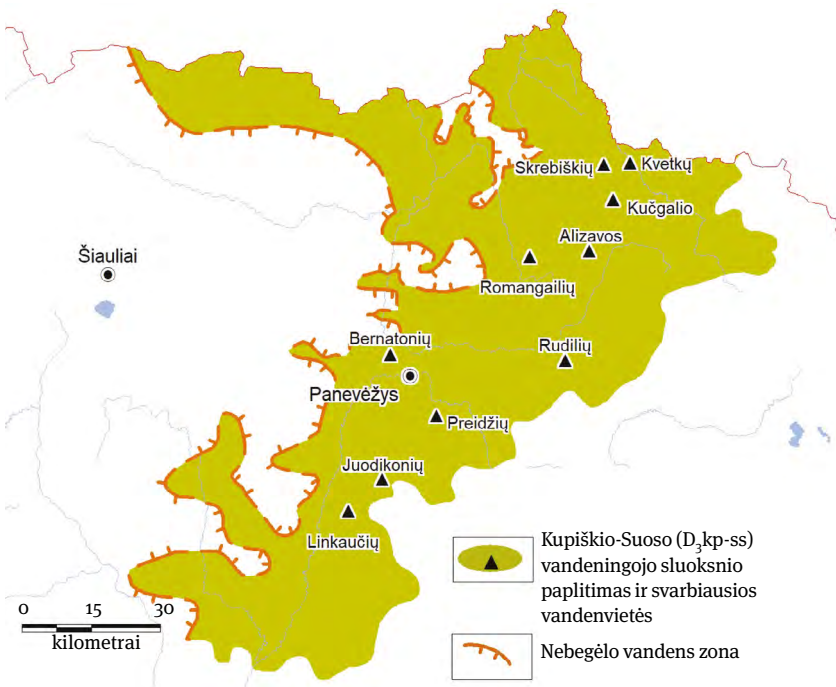 Skrebiškių
Kvetkų
Kučgalio
Alizavos
Šiauliai
Romangailių
Bernatonių
Rudilių
Panevėžys
Preidžių
Juodikonių
Linkaučių
Kupiškio-Suoso (D₃kp-ss)
vandeningojo sluoksnio
paplitimas ir svarbiausios
vandenvietės
0 15 30
kilometrai
Nebegėlo vandens zona